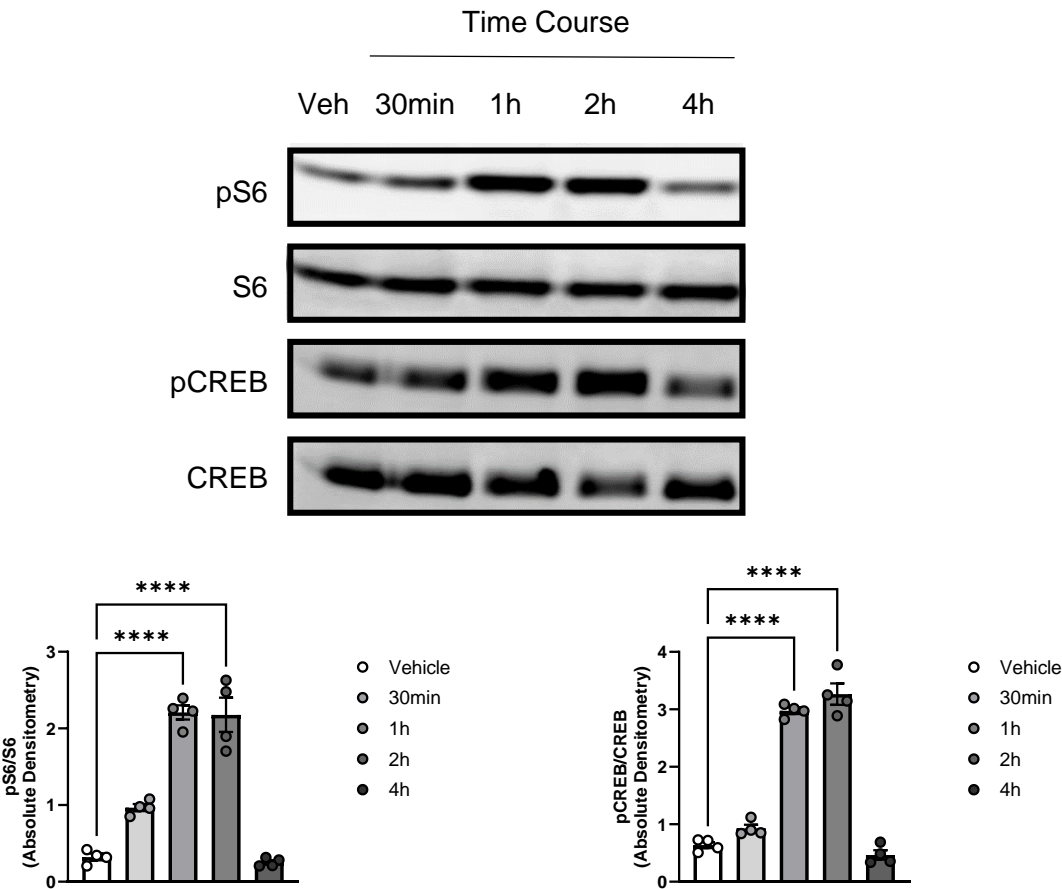 Time Course
Veh 30min 1h 2h 4h
pS6
S6
pCREB
CREB
****
****
3
2
1
0
pS6/S6
(Absolute Densitometry)
Vehicle
30min
1h
2h
4h
****
****
4
3
2
1
0
pCREB/CREB
(Absolute Densitometry)
Vehicle
30min
1h
2h
4h